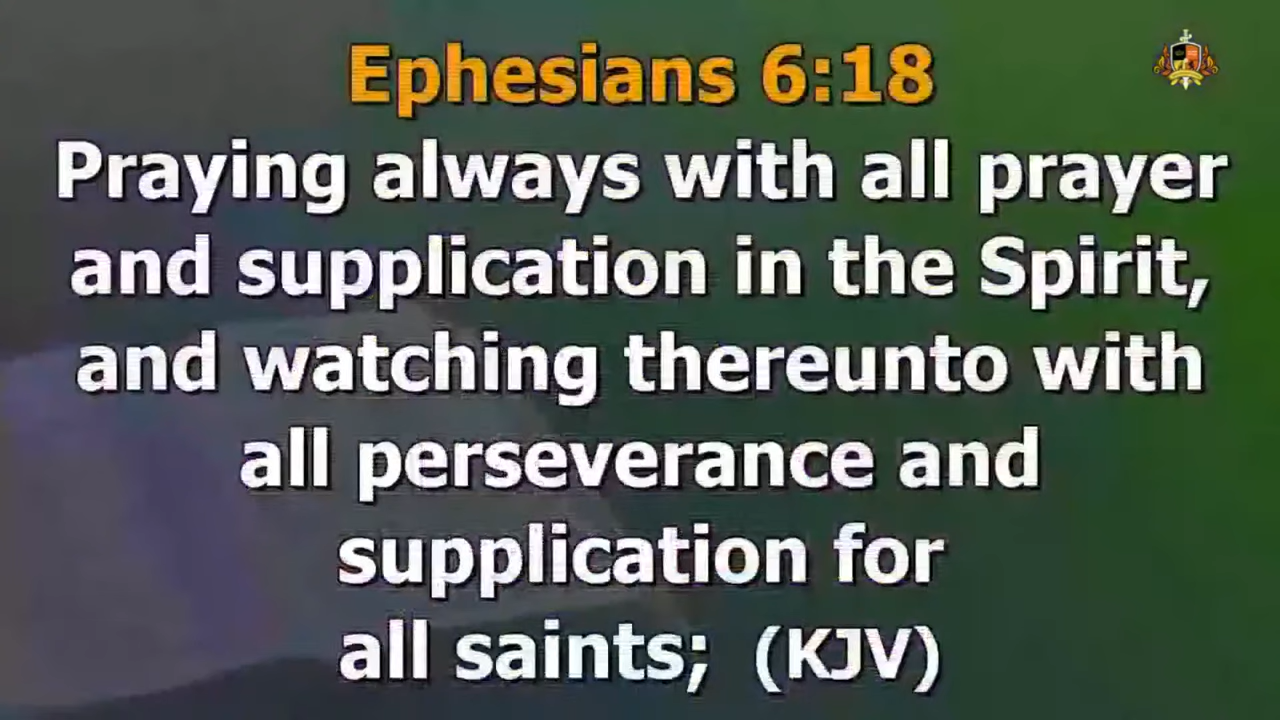 Ephesians 6:18
Praying always with all prayer
and supplication in the Spirit,
and watching thereunto with
all perseverance and
supplication for
all saints; (KJV)